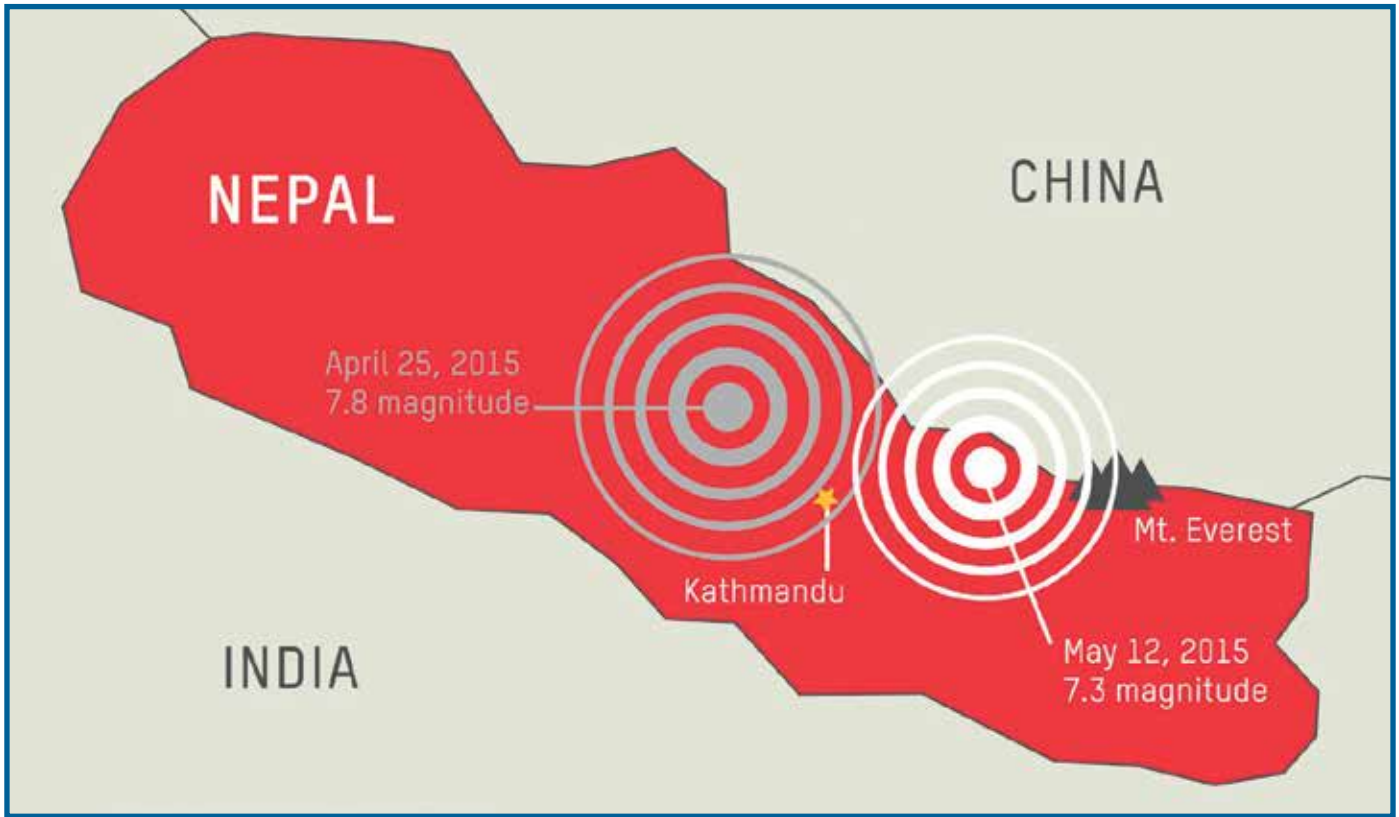 NEPAL
CHINA
April 25, 2015
7.8 magnitude
Mt. Everest
Kathmandu
INDIA
May 12, 2015
7.3 magnitude